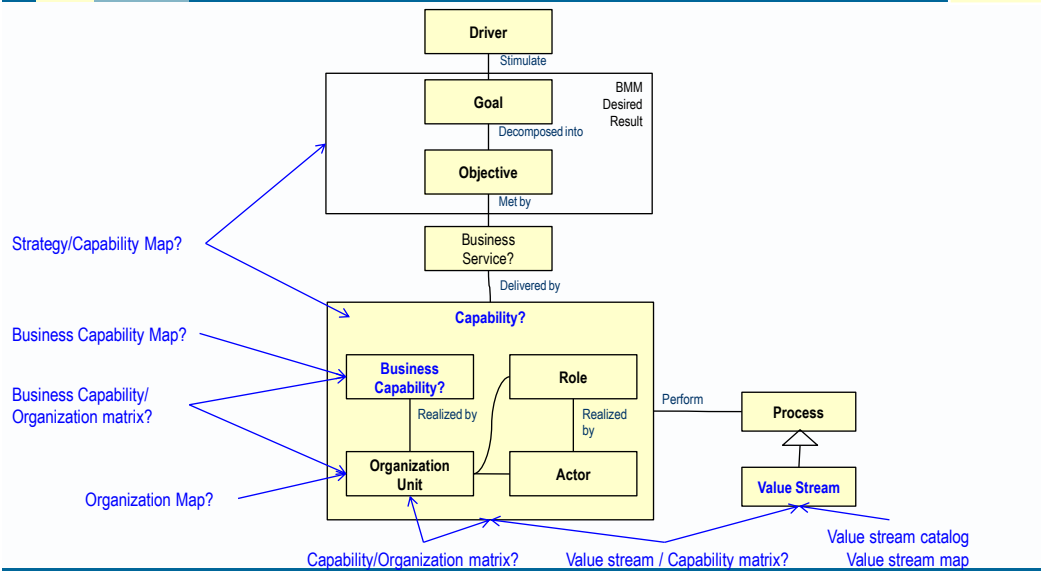 Driver
Stimulate
BMM
Desired
Result
Goal
Decomposed into
Objective
Met by
Strategy/Capability Map?
Business
Service?
Delivered by
Capability?
Business Capability Map?
Business
Capability?
Role
Business Capability/
Organization matrix?
Realized by
Realized
by
Perform
Process
Organization
Unit
Actor
Value Stream
Organization Map?
Capability/Organization matrix?
Value stream / Capability matrix?
Value stream catalog
Value stream map